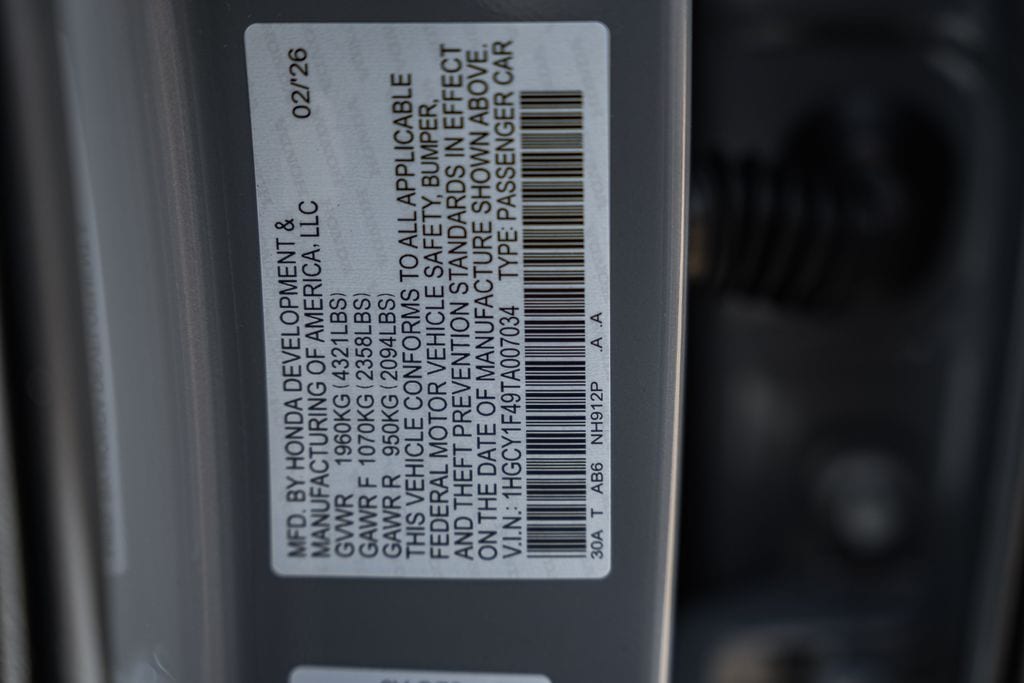 MFD. BY HONDA DEVELOPMENT &
MANUFACTURING OF AMERICA, LLC 02/'26
GVWR 1960KG (4321LBS)
GAWR F 1070KG (2358LBS)
GAWR R 950KG (2094LBS)
THIS VEHICLE CONFORMS TO ALL APPLICABLE
FEDERAL MOTOR VEHICLE SAFETY, BUMPER,
AND THEFT PREVENTION STANDARDS IN EFFECT
ON THE DATE OF MANUFACTURE SHOWN ABOVE.
V.I.N.: 1HGCY1F49TA007034 TYPE: PASSENGER CAR
30A T AB6 NH912P .A .A